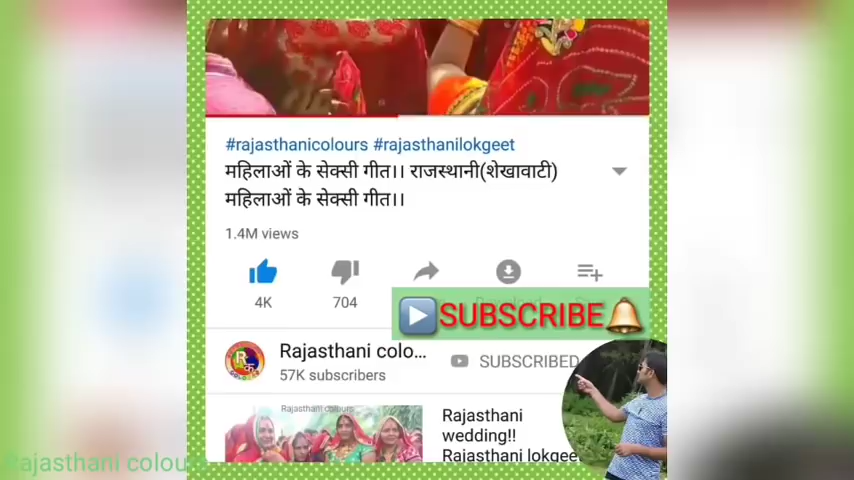 #rajasthanicolours #rajasthanilokgeet
महिलाओं के सेक्सी गीत।। राजस्थानी(शेखावाटी)
महिलाओं के सेक्सी गीत।।
1.4M views
4K
704
SUBSCRIBE
Rajasthani colo...
SUBSCRIBED
57K subscribers
Rajasthani colours
Rajasthani
wedding!!
Rajasthani lokgeet
Rajasthani colours